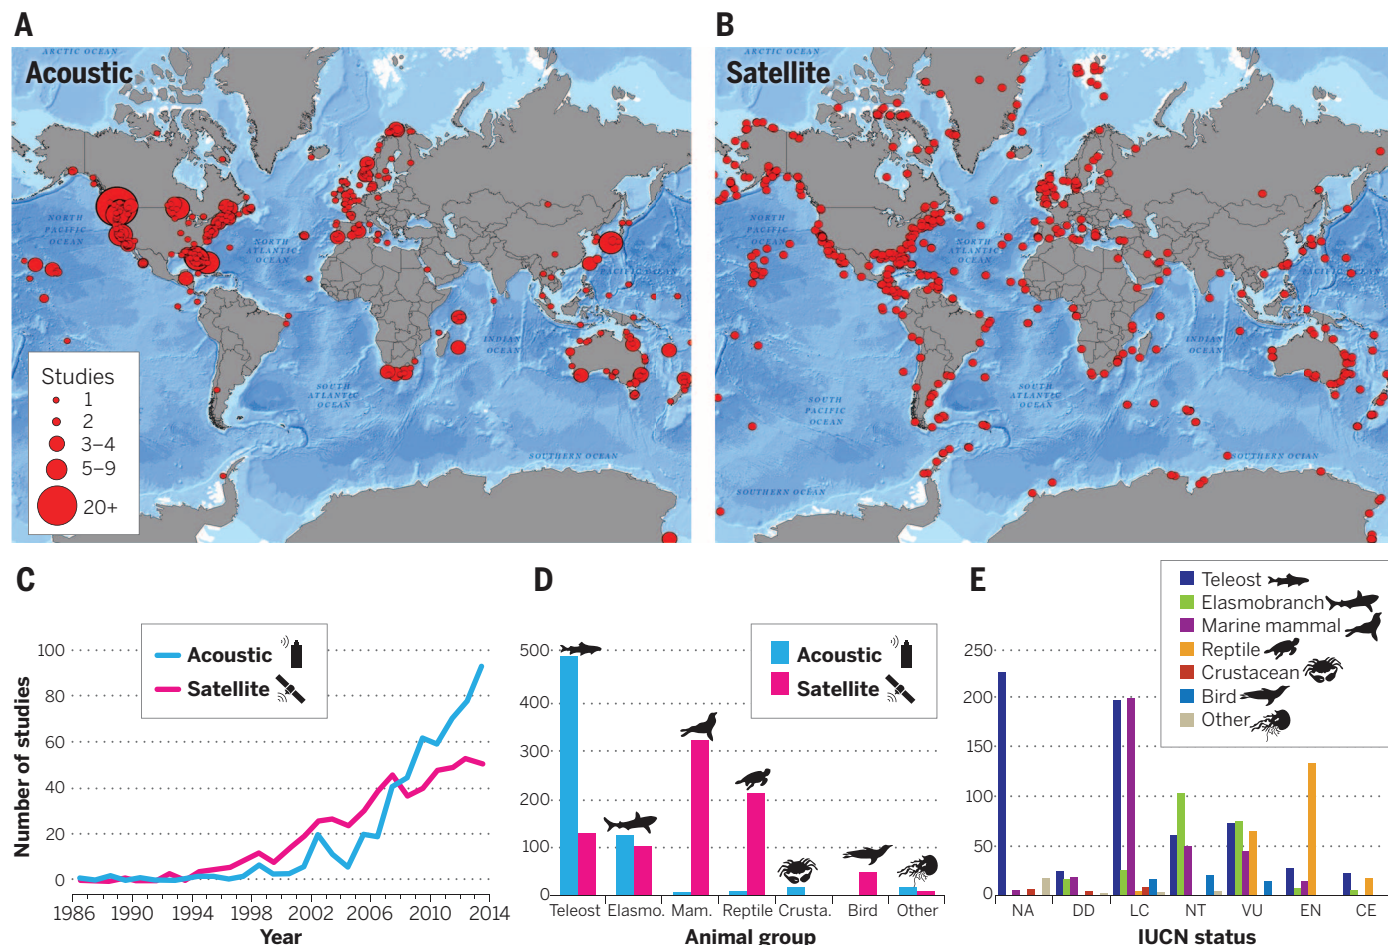 A
Acoustic
ARCTIC OCEAN
NORTH
PACIFIC
OCEAN
NORTH
ATLANTIC
OCEAN
PACIFIC OCEAN
INDIAN
OCEAN
SOUTH
ATLANTIC
OCEAN
SOUTHERN OCEAN
Studies
1
2
3–4
5–9
20+
B
Satellite
ARCTIC OCEAN
NORTH
PACIFIC
OCEAN
NORTH
ATLANTIC
OCEAN
PACIFIC OCEAN
INDIAN
OCEAN
SOUTH
PACIFIC
OCEAN
SOUTH
ATLANTIC
OCEAN
SOUTHERN OCEAN
SOUTHERN OCEAN
C
Acoustic
Satellite
Number of studies
100
80
60
40
20
0
1986
1990
1994
1998
2002
2006
2010
2014
Year
D
Acoustic
Satellite
500
400
300
200
100
0
Teleost
Elasmo.
Mam.
Reptile
Crusta.
Bird
Other
Animal group
E
Teleost
Elasmobranch
Marine mammal
Reptile
Crustacean
Bird
Other
250
200
150
100
50
0
NA
DD
LC
NT
VU
EN
CE
IUCN status